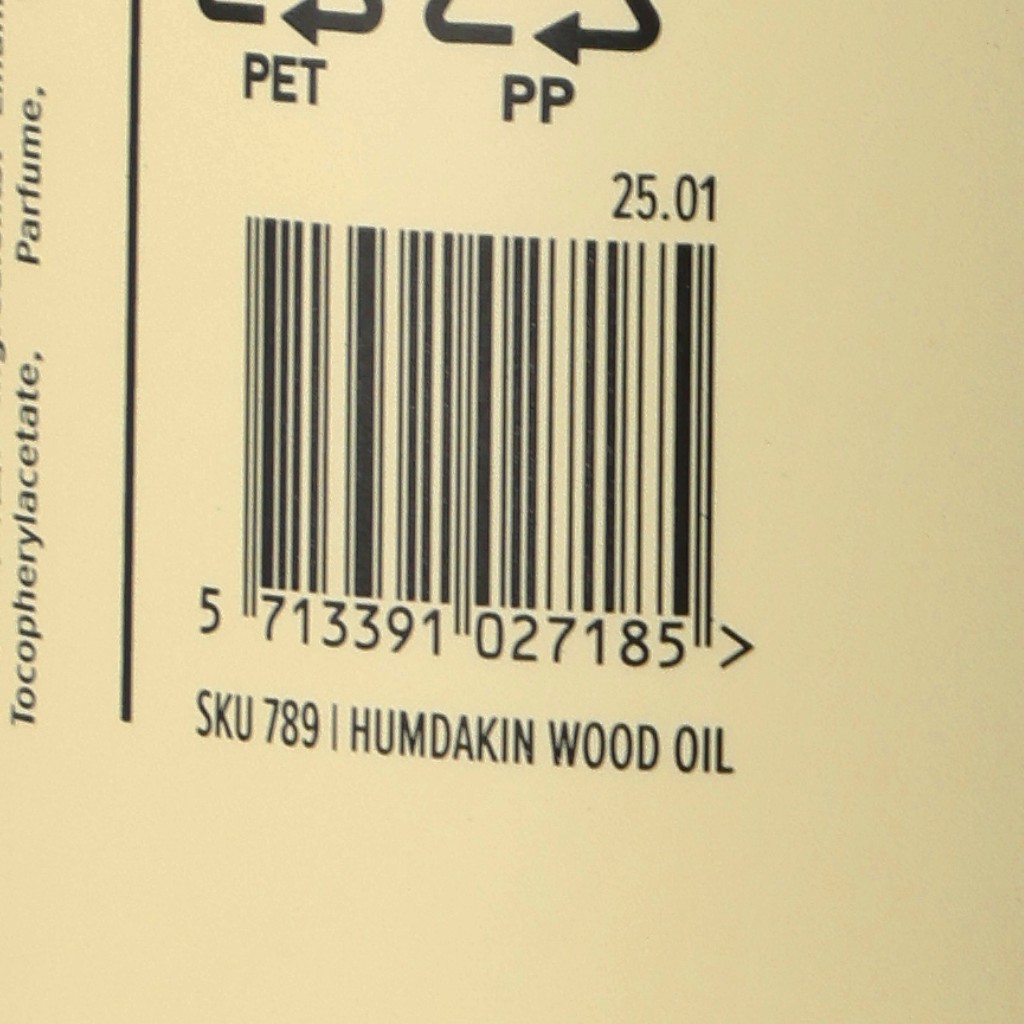 Parfume,
Tocopherylacetate,
PET
PP
25.01
5 713391 027185 >
SKU 789 | HUMDAKIN WOOD OIL